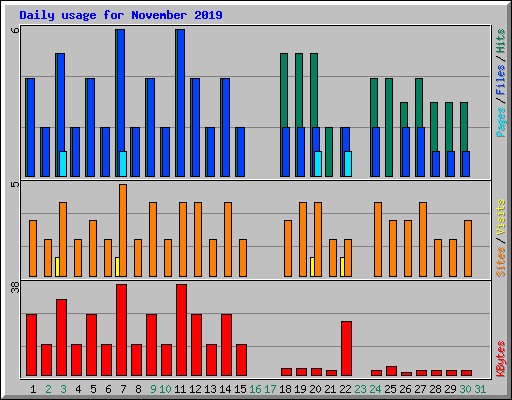 Daily usage for November 2019
6
Pages/Files/Hits
5
Sites/Visits
38
KBytes
1 2 3 4 5 6 7 8 9 10 11 12 13 14 15 16 17 18 19 20 21 22 23 24 25 26 27 28 29 30 31